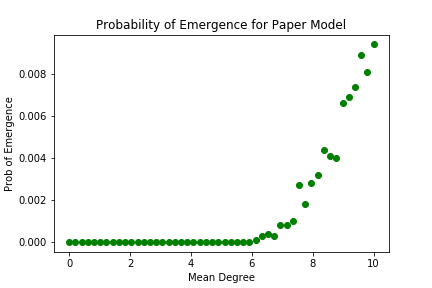 Probability of Emergence for Paper Model
0.008
0.006
0.004
0.002
0.000
Prob of Emergence
0 2 4 6 8 10
Mean Degree